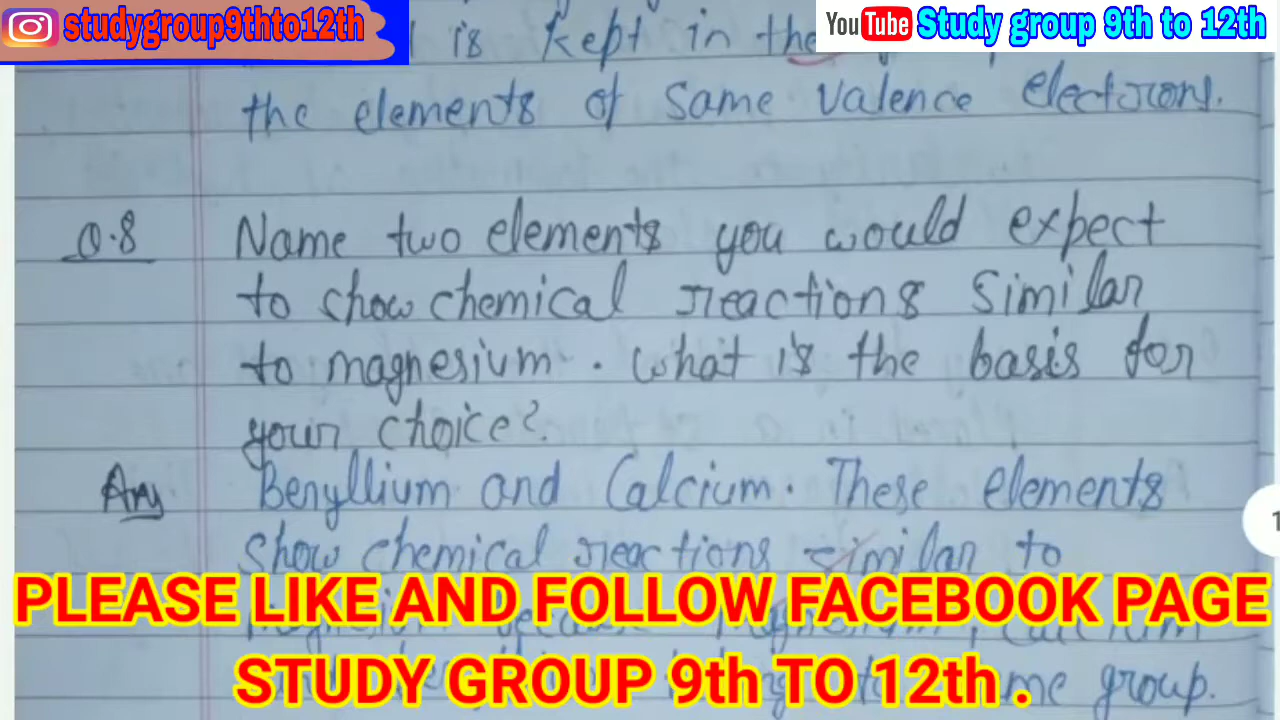 studygroup9thto12th
YouTube Study group 9th to 12th
is kept in the
the elements of same valence electrons.
Q.8 Name two elements you would expect
to show chemical reactions similar
to magnesium. What is the basis for
your choice?
Ans Beryllium and Calcium. These elements
show chemical reactions similar to
PLEASE LIKE AND FOLLOW FACEBOOK PAGE
STUDY GROUP 9th TO 12th .
group.
1